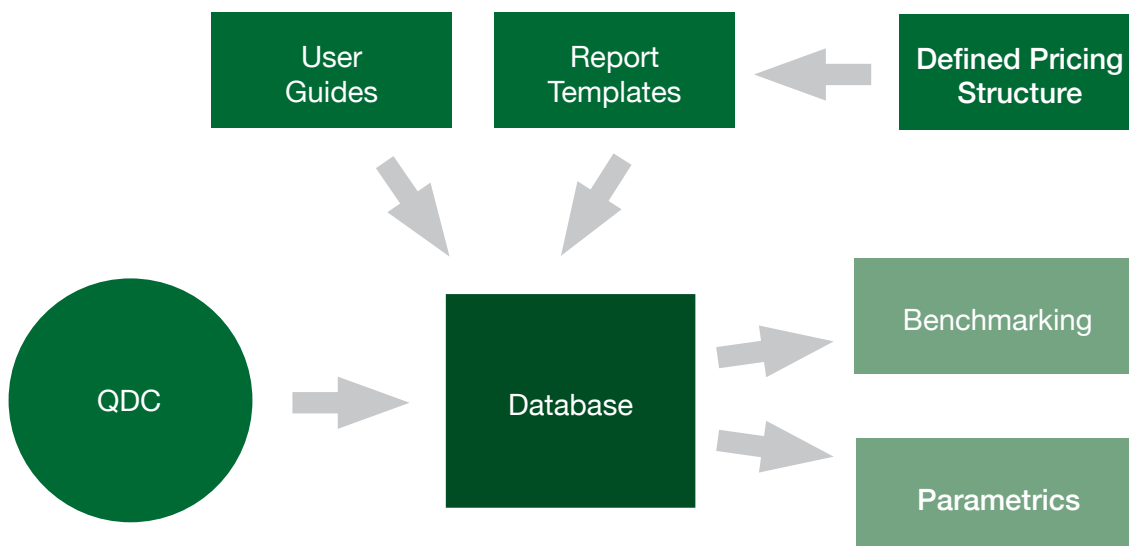 User
Guides
Report
Templates
Defined Pricing
Structure
QDC
Database
Benchmarking
Parametrics